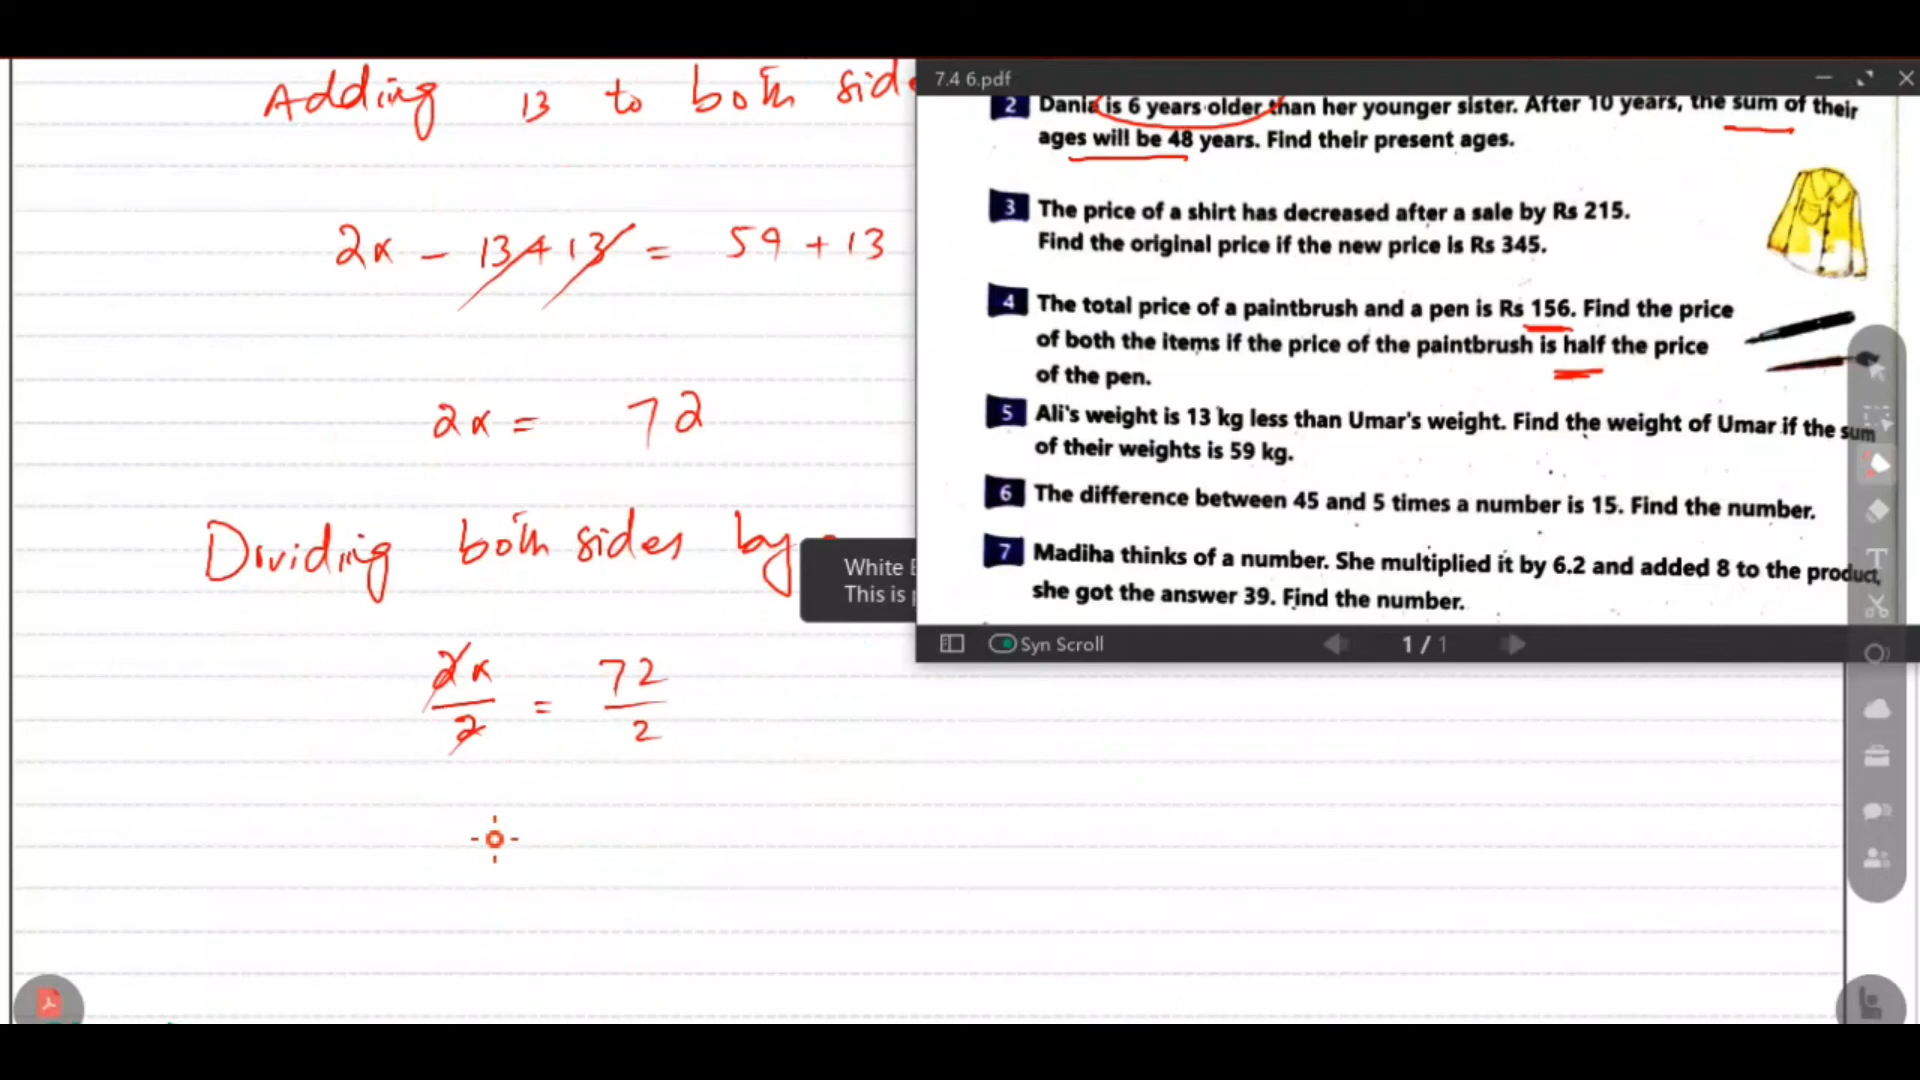 Adding 13 to both
2x - 13 + 13 = 59 + 13
2x = 72
Dividing both sides by
2x/2 = 72/2
7.4 6.pdf
2 Dania is 6 years older than her younger sister. After 10 years, the sum of their
ages will be 48 years. Find their present ages.
3 The price of a shirt has decreased after a sale by Rs 215.
Find the original price if the new price is Rs 345.
4 The total price of a paintbrush and a pen is Rs 156. Find the price
of both the items if the price of the paintbrush is half the price
of the pen.
5 Ali's weight is 13 kg less than Umar's weight. Find the weight of Umar if the sum
of their weights is 59 kg.
6 The difference between 45 and 5 times a number is 15. Find the number.
7 Madiha thinks of a number. She multiplied it by 6.2 and added 8 to the product,
she got the answer 39. Find the number.
Syn Scroll
1 / 1
White
This is
T